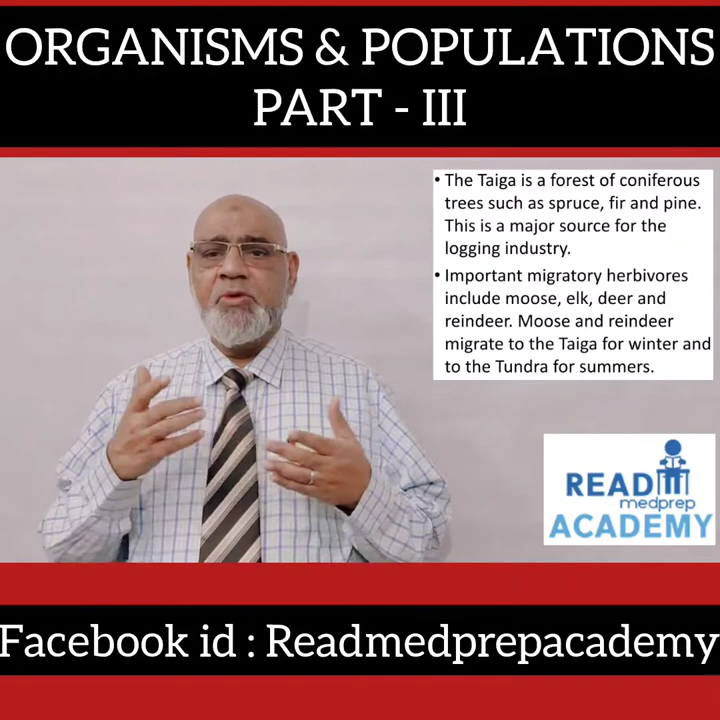 ORGANISMS & POPULATIONS
PART - III
• The Taiga is a forest of coniferous
trees such as spruce, fir and pine.
This is a major source for the
logging industry.
• Important migratory herbivores
include moose, elk, deer and
reindeer. Moose and reindeer
migrate to the Taiga for winter and
to the Tundra for summers.
READ
medprep
ACADEMY
Facebook id : Readmedprepacademy